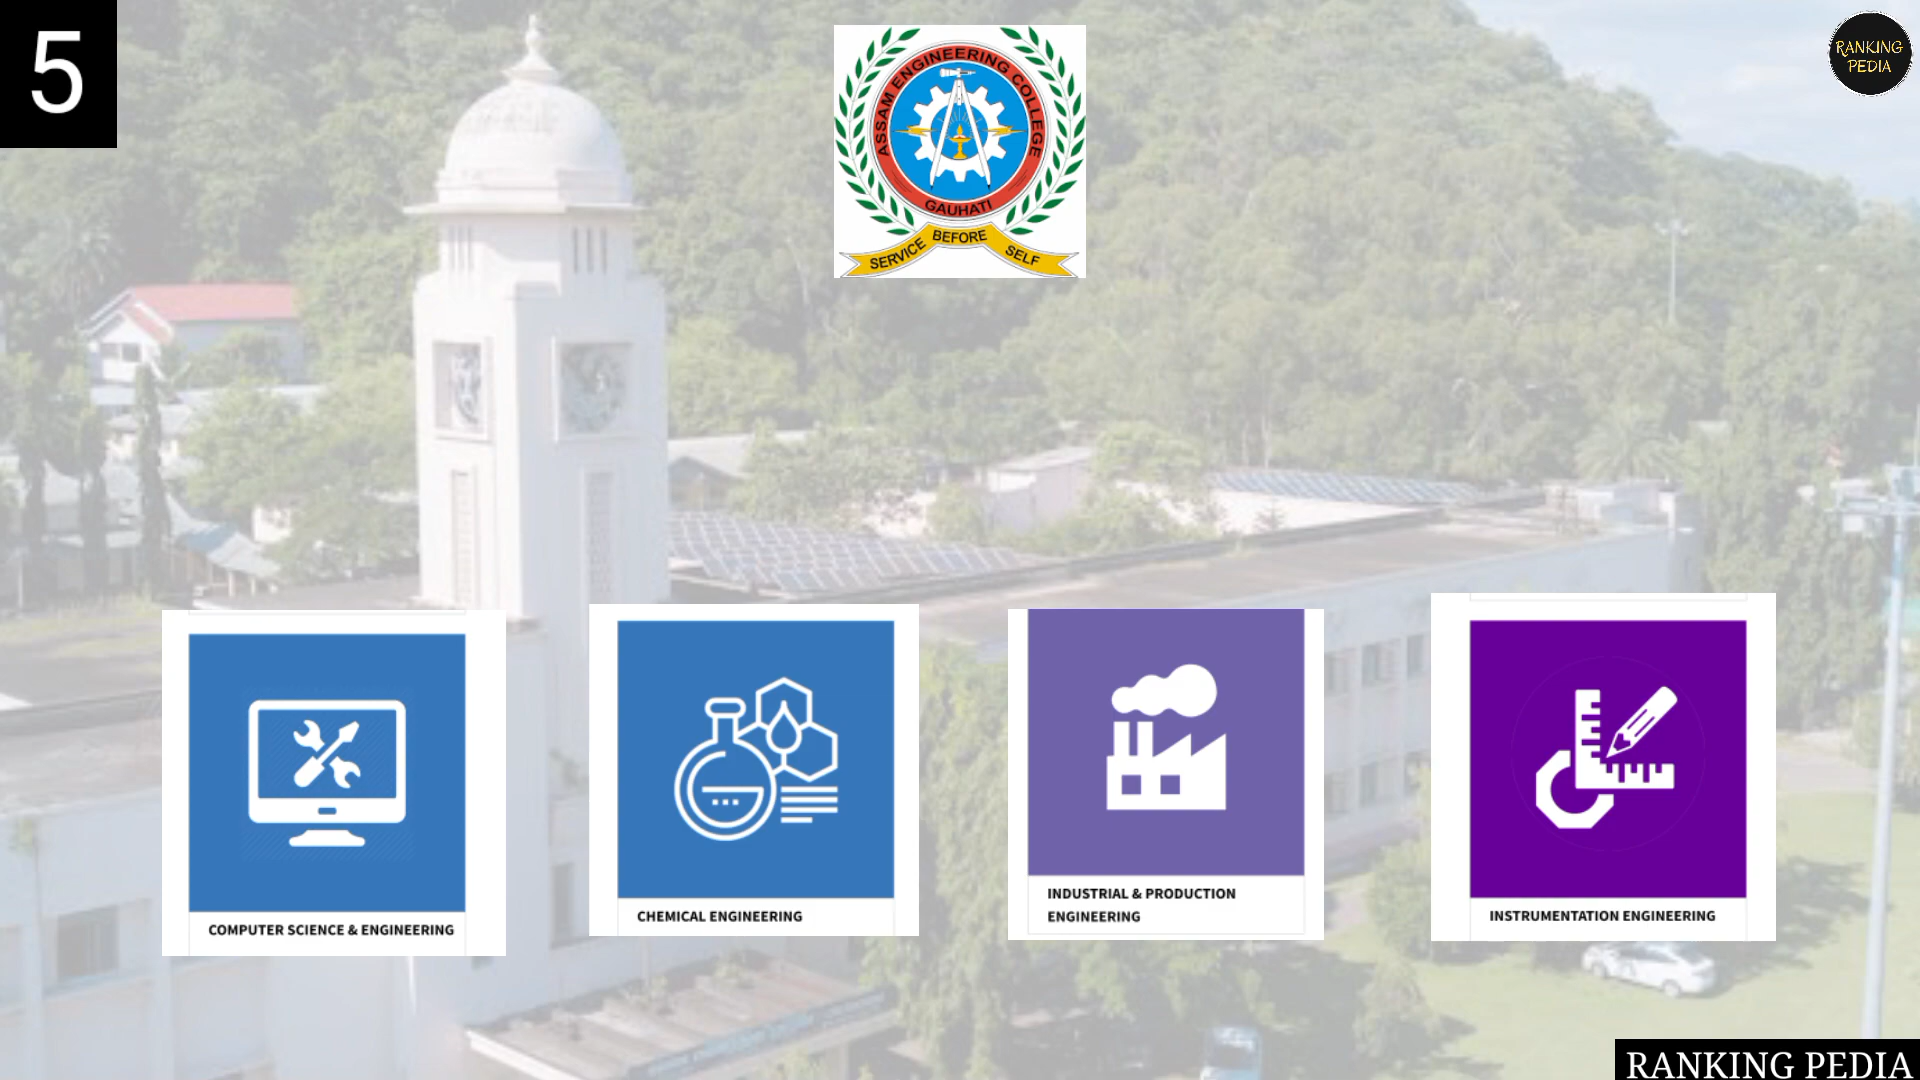 5
RANKING
PEDIA
ASSAM ENGINEERING COLLEGE
GAUHATI
SERVICE BEFORE SELF
COMPUTER SCIENCE & ENGINEERING
CHEMICAL ENGINEERING
INDUSTRIAL & PRODUCTION
ENGINEERING
INSTRUMENTATION ENGINEERING
RANKING PEDIA